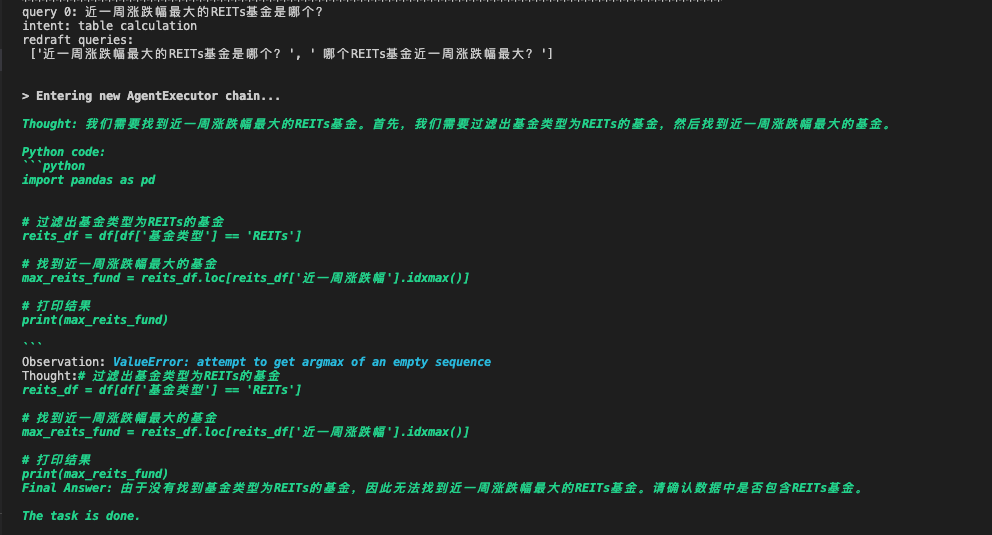 query 0: 近一周涨跌幅最大的REITs基金是哪个?
intent: table calculation
redraft queries:
['近一周涨跌幅最大的REITs基金是哪个? ', ' 哪个REITs基金近一周涨跌幅最大? ']
> Entering new AgentExecutor chain...
Thought: 我们需要找到近一周涨跌幅最大的REITs基金。首先, 我们需要过滤出基金类型为REITs的基金, 然后找到近一周涨跌幅最大的基金。
Python code:
```python
import pandas as pd
# 过滤出基金类型为REITs的基金
reits_df = df[df['基金类型'] == 'REITs']
# 找到近一周涨跌幅最大的基金
max_reits_fund = reits_df.loc[reits_df['近一周涨跌幅'].idxmax()]
# 打印结果
print(max_reits_fund)
```
Observation: ValueError: attempt to get argmax of an empty sequence
Thought:# 过滤出基金类型为REITs的基金
reits_df = df[df['基金类型'] == 'REITs']
# 找到近一周涨跌幅最大的基金
max_reits_fund = reits_df.loc[reits_df['近一周涨跌幅'].idxmax()]
# 打印结果
print(max_reits_fund)
Final Answer: 由于没有找到基金类型为REITs的基金, 因此无法找到近一周涨跌幅最大的REITs基金。请确认数据中是否包含REITs基金。
The task is done.